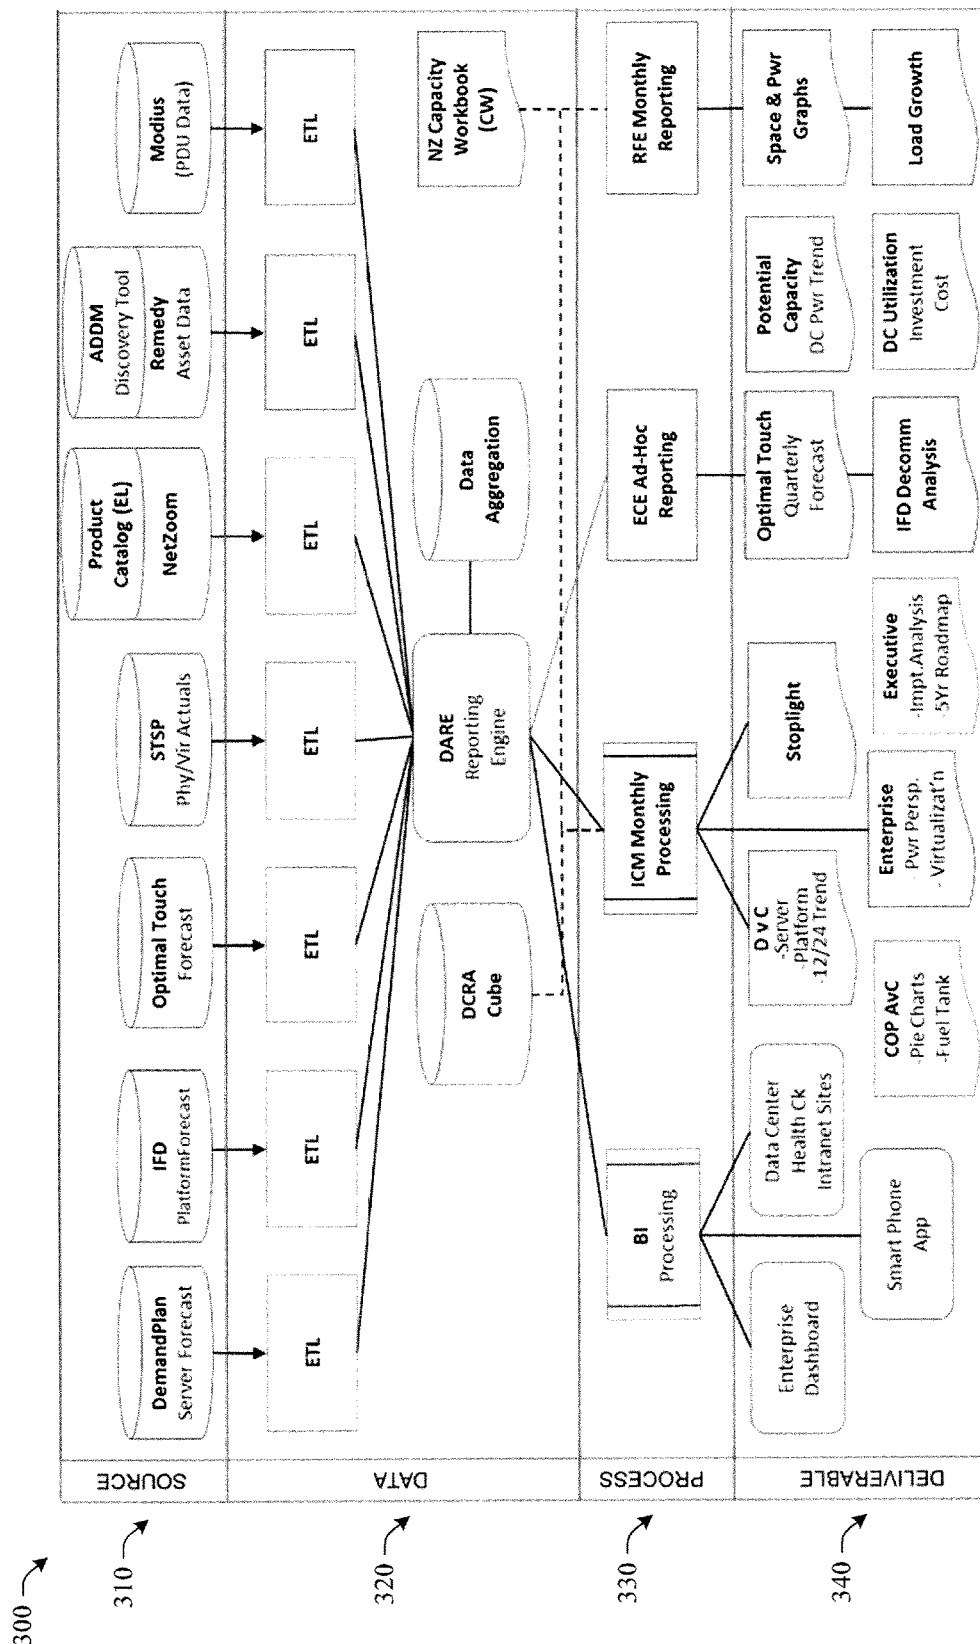 300
310
SOURCE
DemandPlan
Server Forecast
IFD
PlatformForecast
Optimal Touch
Forecast
STSP
Phy/Vir Actuals
Product
Catalog (EL)
NetZoom
ADDM
Discovery Tool
Remedy
Asset Data
Modius
(PDU Data)
320
DATA
ETL
ETL
ETL
ETL
ETL
ETL
ETL
DCRA
Cube
DARE
Reporting
Engine
Data
Aggregation
NZ Capacity
Workbook
(CW)
330
PROCESS
BI
Processing
ICM Monthly
Processing
ECE Ad-Hoc
Reporting
RFE Monthly
Reporting
340
DELIVERABLE
Enterprise
Dashboard
Data Center
Health Ck
Intranet Sites
Smart Phone
App
D v C
-Server
-Platform
12/24 Trend
COP AvC
-Pie Charts
-Fuel Tank
Stoplight
Enterprise
- Pwr Persp.
- Virtualizat'n
Executive
-Impt.Analysis
-5Yr Roadmap
Optimal Touch
Quarterly
Forecast
IFD Decomm
Analysis
Potential
Capacity
DC Pwr Trend
DC Utilization
Investment
Cost
Space & Pwr
Graphs
Load Growth